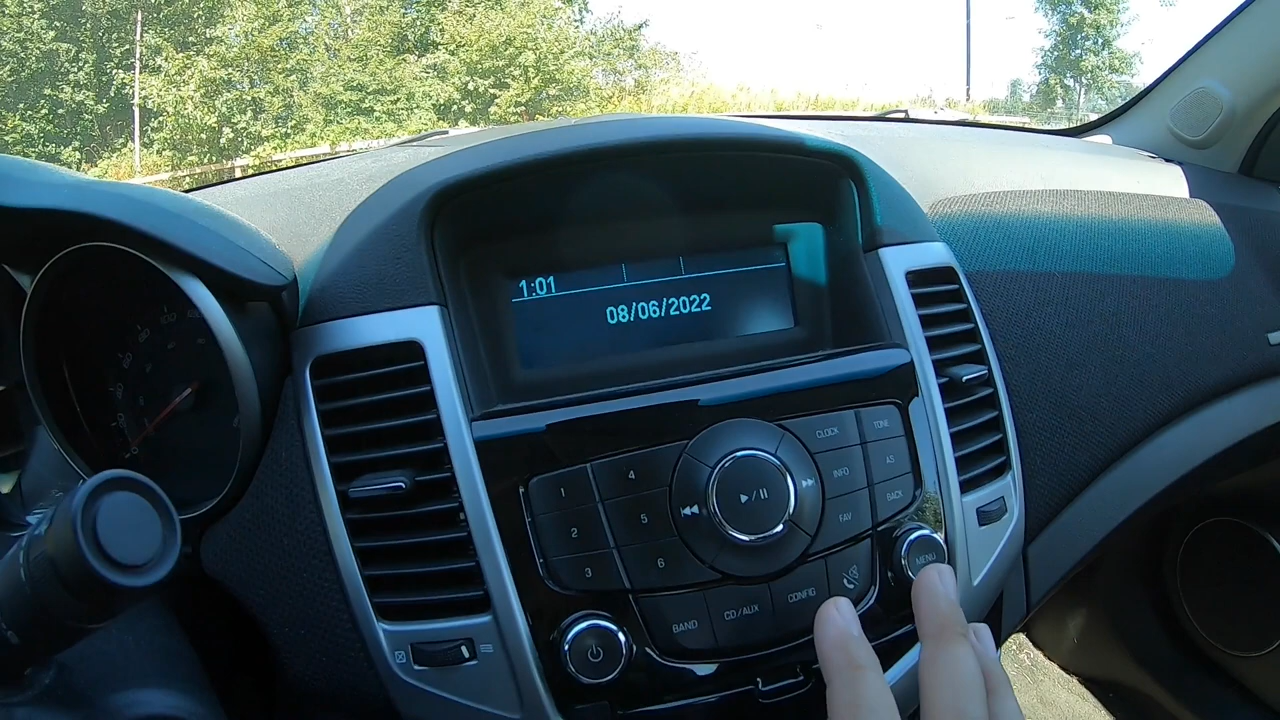 1:01
08/06/2022
1
2
3
4
5
6
CLOCK
TONE
INFO
AS
FAV
BACK
MENU
BAND
CD/AUX
CONFIG